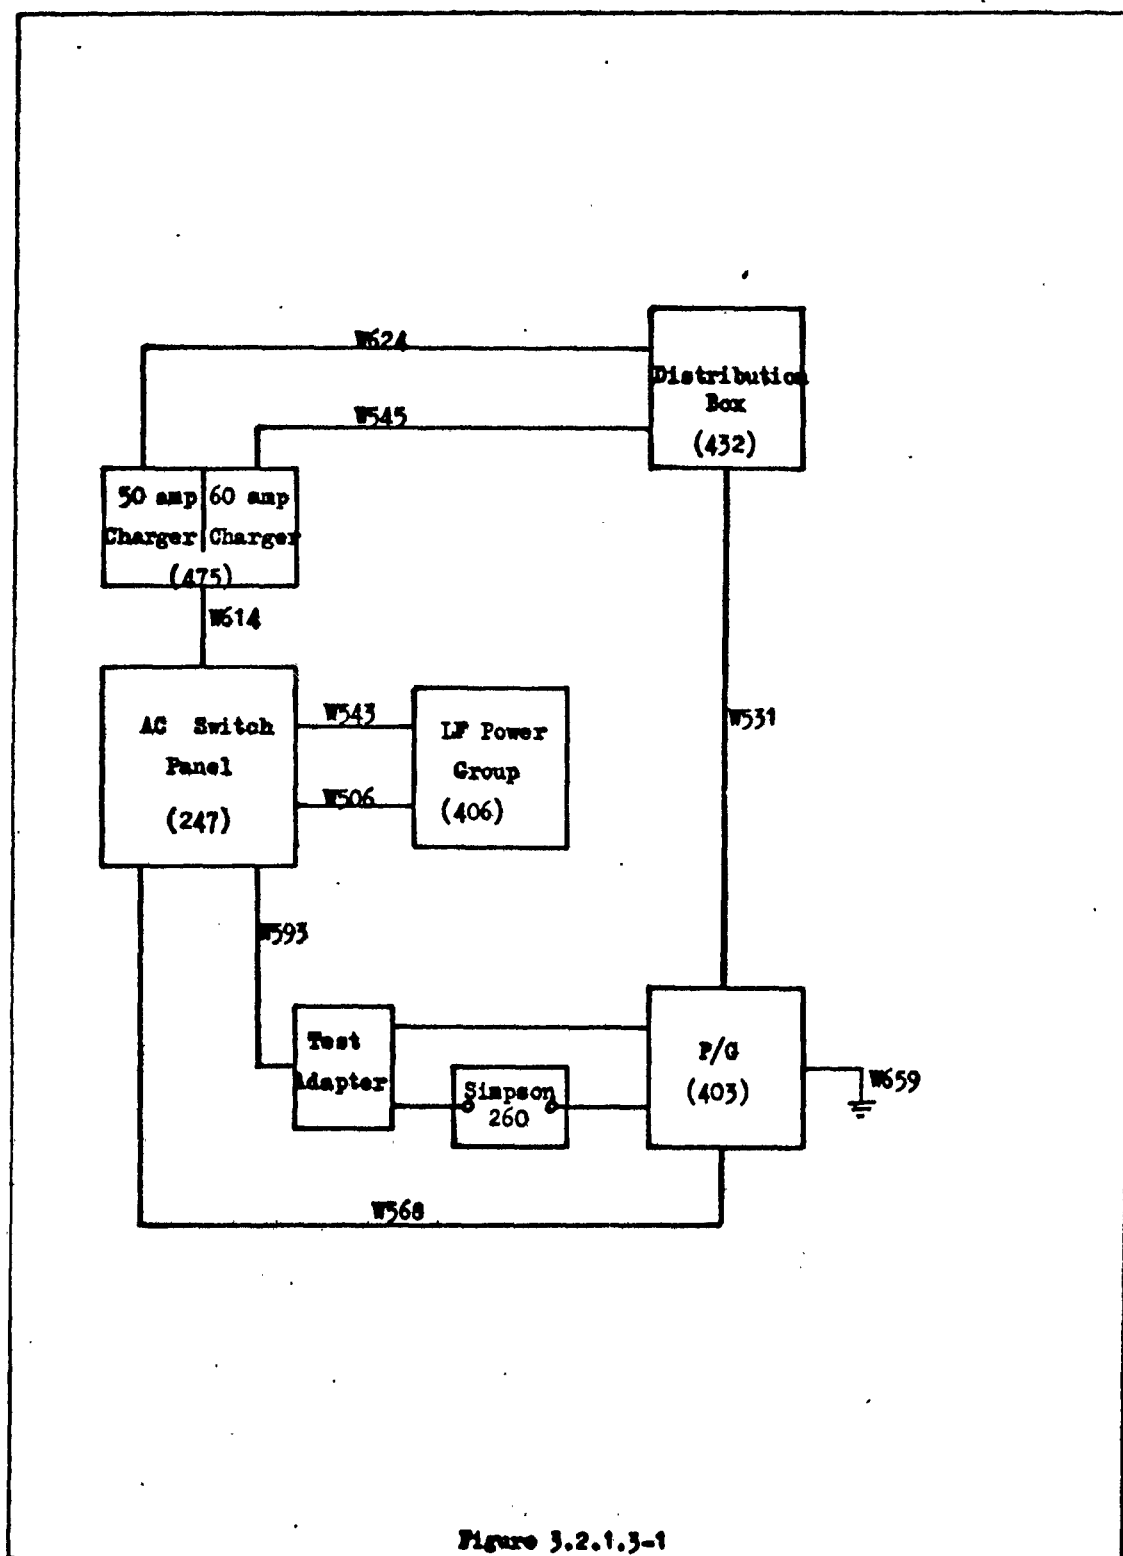 W624
Distribution
Box
(432)
W545
50 amp
Charger
60 amp
Charger
(475)
W614
AC Switch
Panel
(247)
W543
W506
LF Power
Group
(406)
W531
W593
Test
Adapter
Simpson
260
P/G
(403)
W659
W568
Figure 3.2.1.3-1